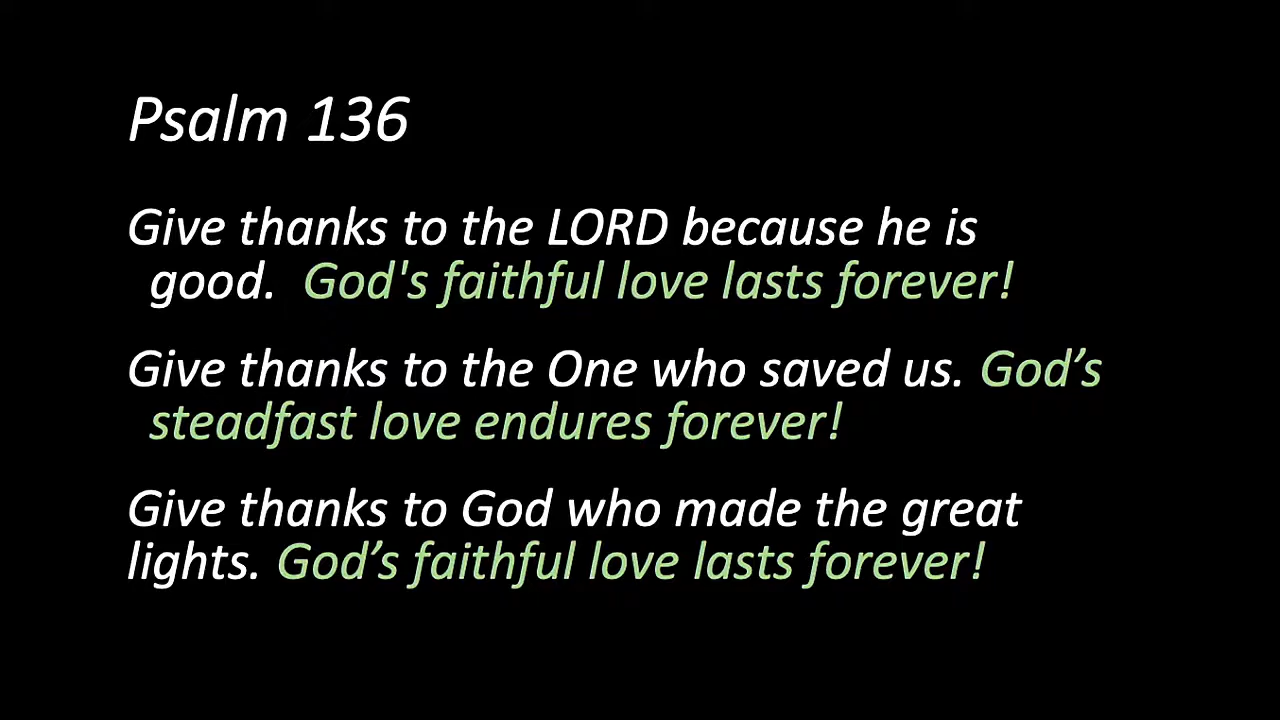 Psalm 136
Give thanks to the LORD because he is
good. God's faithful love lasts forever!
Give thanks to the One who saved us. God’s
steadfast love endures forever!
Give thanks to God who made the great
lights. God’s faithful love lasts forever!